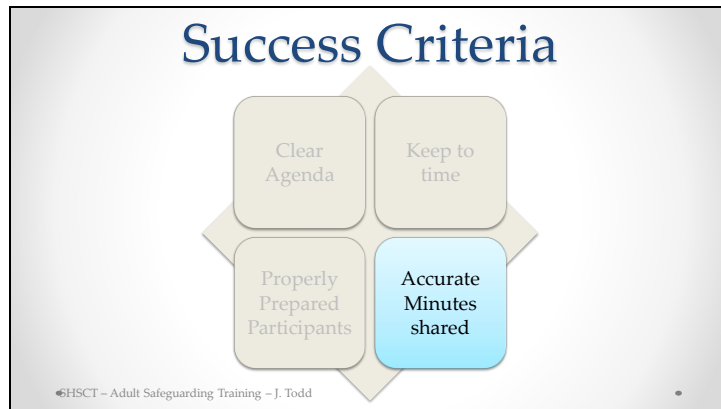 Success Criteria
Clear
Agenda
Keep to
time
Properly
Prepared
Participants
Accurate
Minutes
shared
SHSCT – Adult Safeguarding Training – J. Todd